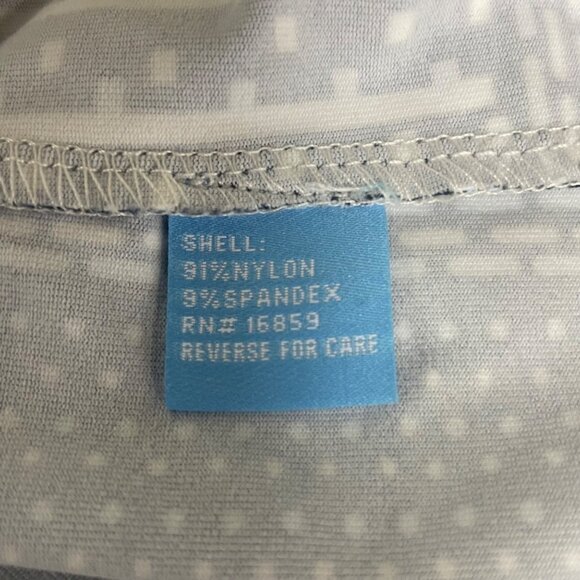 SHELL:
91%NYLON
9%SPANDEX
RN# 16859
REVERSE FOR CARE